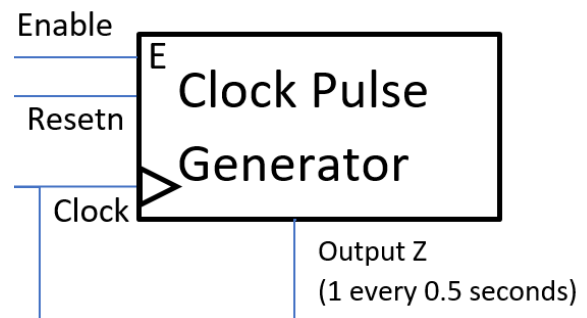 Enable
E
Clock Pulse
Resetn
Generator
Clock
Output Z
(1 every 0.5 seconds)